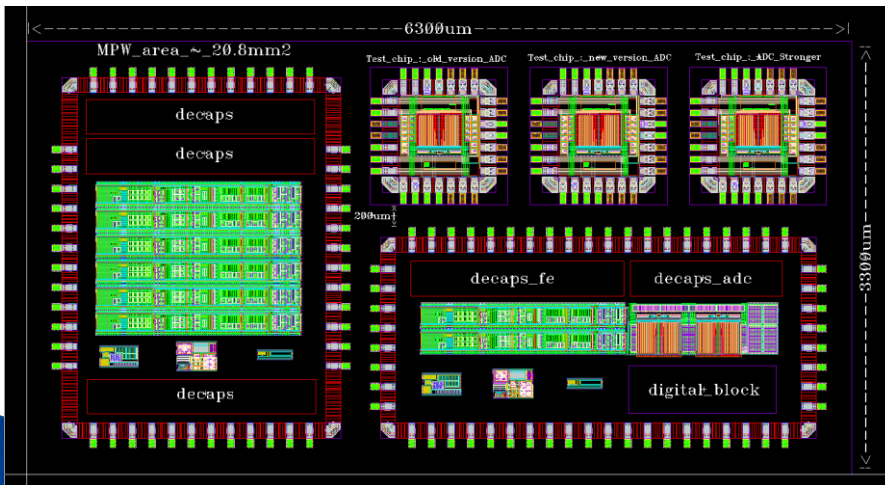 6300um
MPW_area_~_20.8mm2
Test_chip_:_old_version_ADC
Test_chip_:_new_version_ADC
Test_chip_:_ADC_Stronger
decaps
decaps
200um
3300um
decaps_fe
decaps_adc
decaps
digital_block